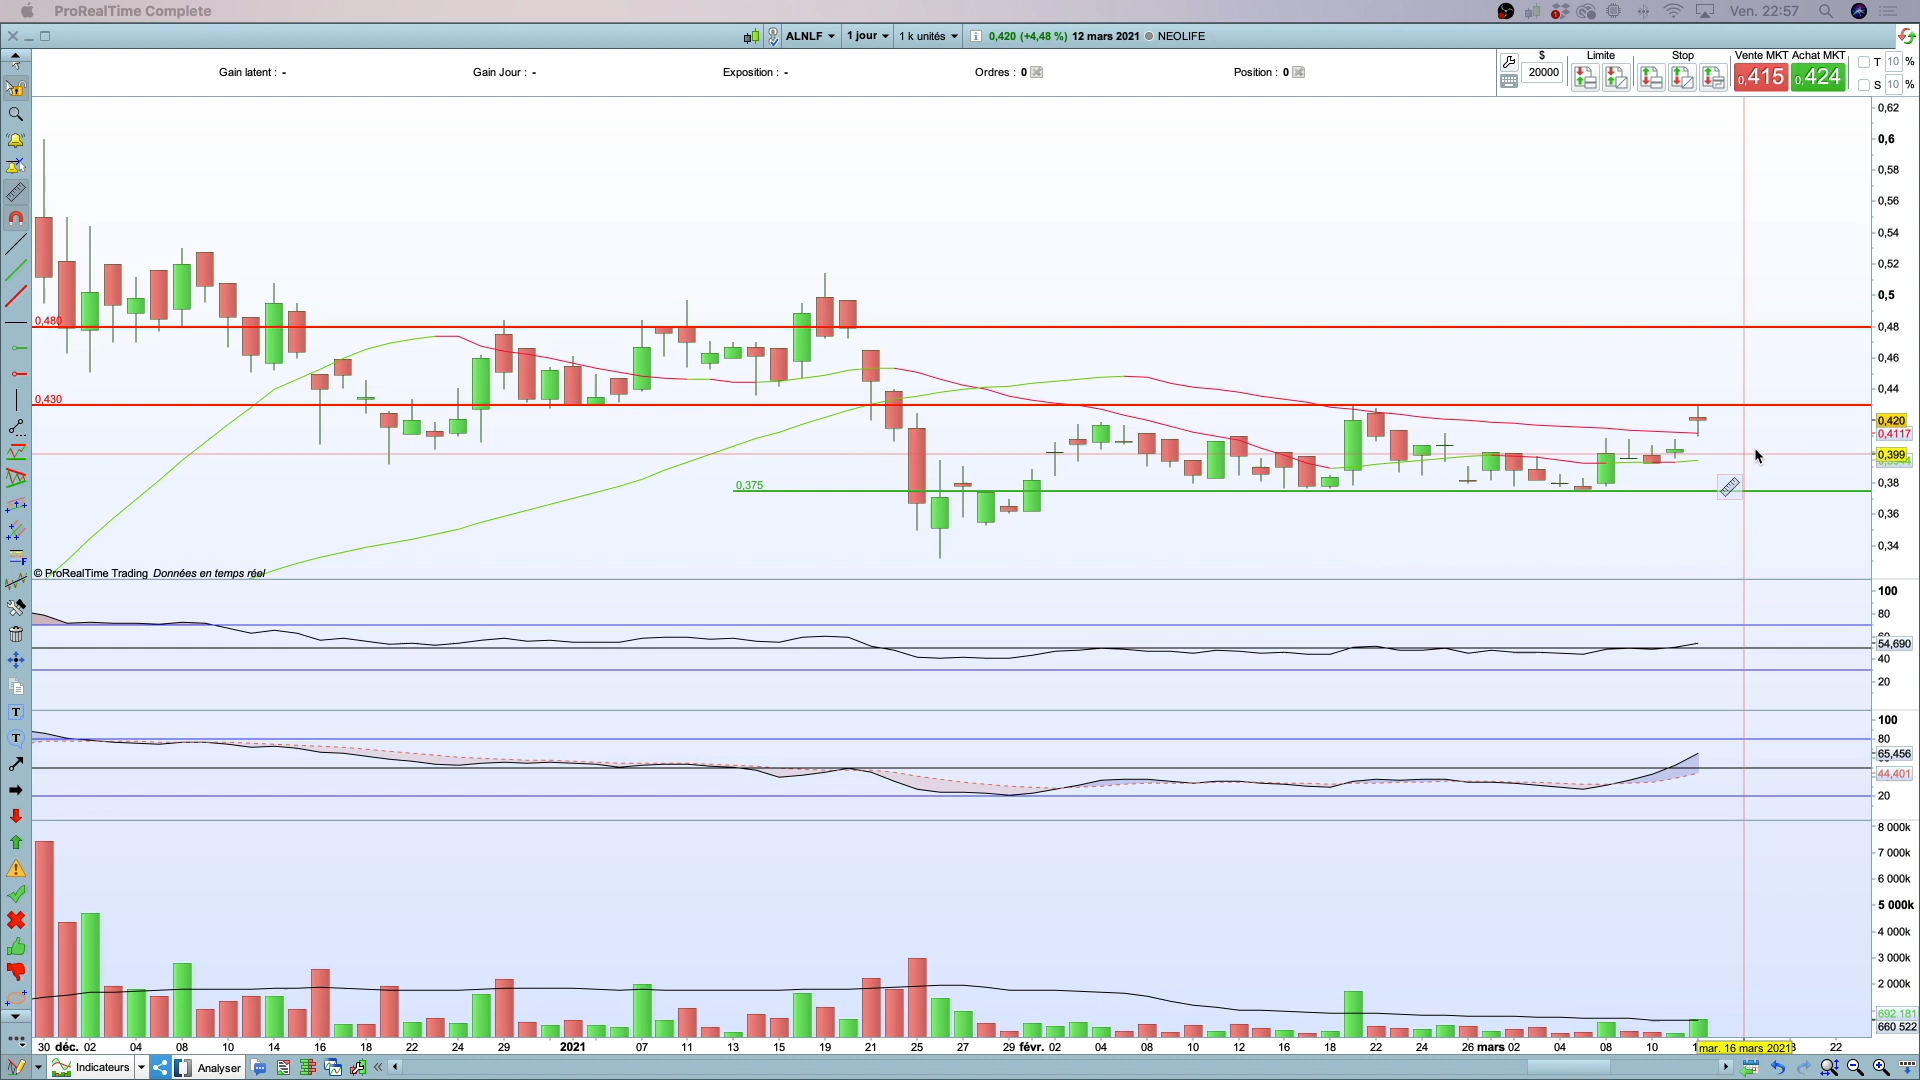 ProRealTime Complete
Ven. 22:57
ALNLF
1 jour
1 k unités
0,420 (+4,48 %) 12 mars 2021
NEOLIFE
Gain latent : -
Gain Jour : -
Exposition : -
Ordres : 0
Position : 0
$
20000
Limite
Stop
Vente MKT
Achat MKT
0,415
0,424
T 10 %
S 10 %
0,62
0,6
0,58
0,56
0,54
0,52
0,5
0,48
0,46
0,44
0,420
0,4117
0,399
0,38
0,36
0,34
0,480
0,430
0,375
© ProRealTime Trading Données en temps réel
100
80
54,690
40
20
100
80
65,456
44,401
20
8 000k
7 000k
6 000k
5 000k
4 000k
3 000k
2 000k
692 181
660 522
30 déc. 02 04 08 10 14 16 18 22 24 29 2021 07 11 13 15 19 21 25 27 29 févr. 02 04 08 10 12 16 18 22 24 26 mars 02 04 08 10 mar. 16 mars 2021 22
Indicateurs
Analyser